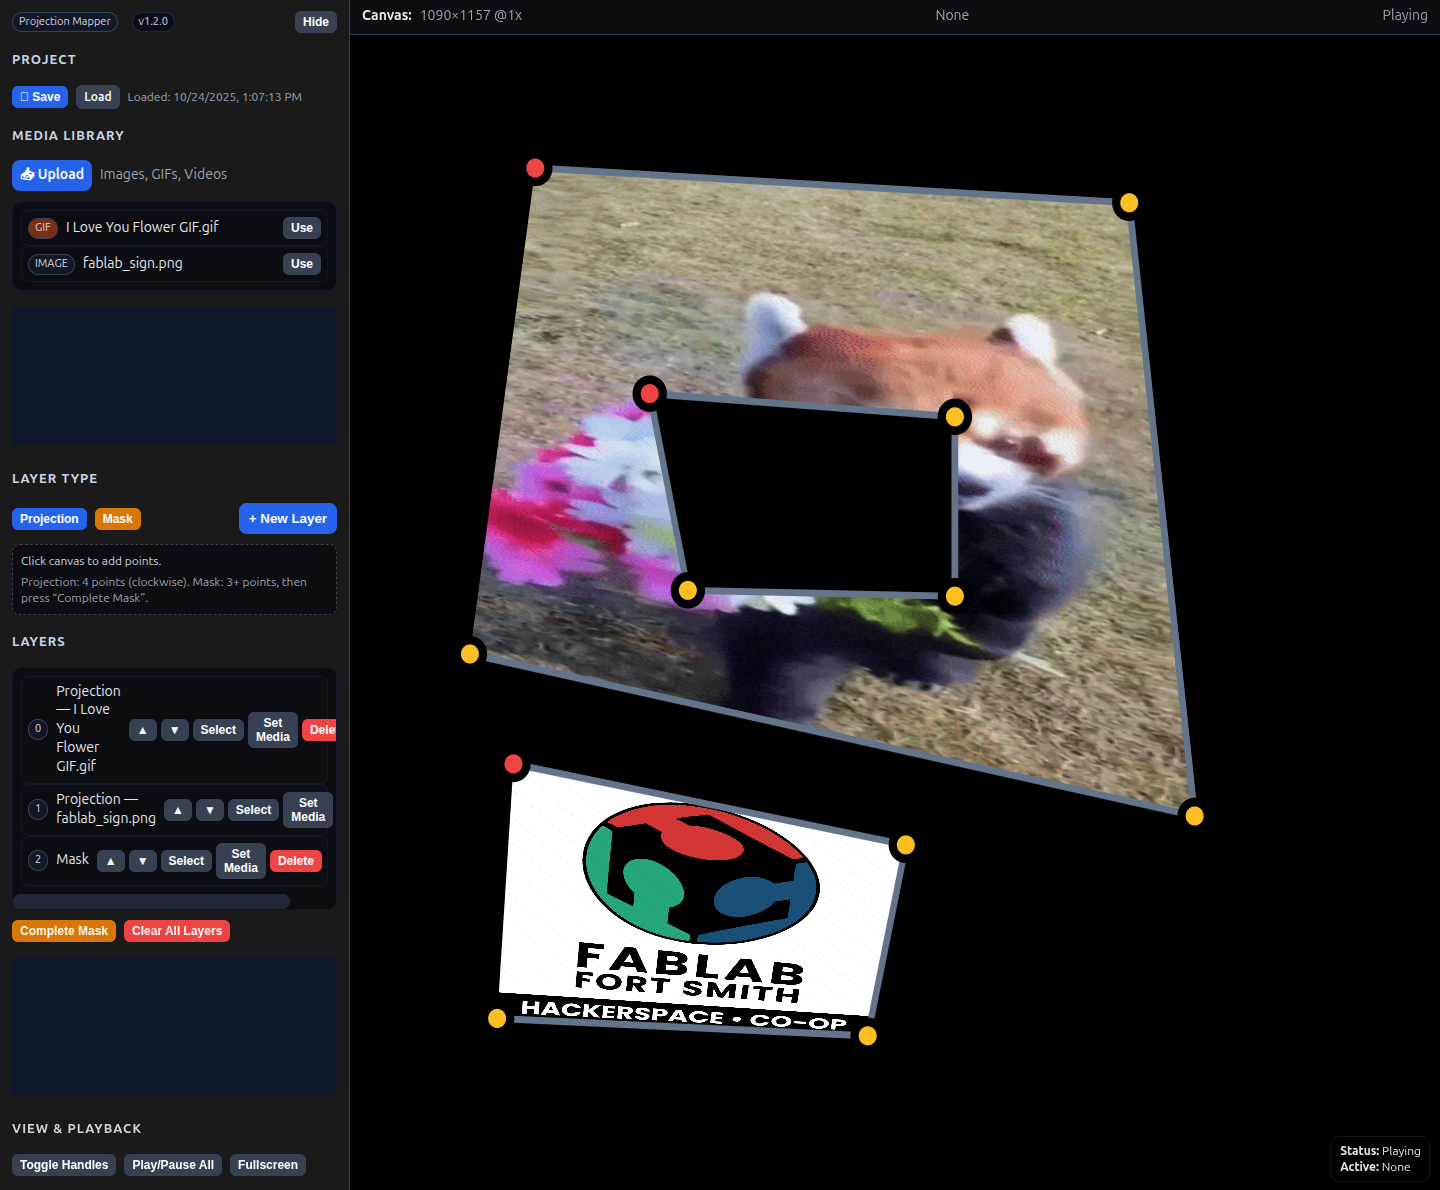 Projection Mapper
v1.2.0
Hide
Canvas: 1090×1157 @1x
None
Playing
PROJECT
Save
Load
Loaded: 10/24/2025, 1:07:13 PM
MEDIA LIBRARY
Upload
Images, GIFs, Videos
GIF
I Love You Flower GIF.gif
Use
IMAGE
fablab_sign.png
Use
LAYER TYPE
Projection
Mask
+ New Layer
Click canvas to add points.
Projection: 4 points (clockwise). Mask: 3+ points, then
press “Complete Mask”.
LAYERS
0
Projection
— I Love
You
Flower
GIF.gif
▲
▼
Select
Set
Media
1
Projection —
fablab_sign.png
▲
▼
Select
Set
Media
2
Mask
▲
▼
Select
Set
Media
Delete
Complete Mask
Clear All Layers
VIEW & PLAYBACK
Toggle Handles
Play/Pause All
Fullscreen
FABLAB
FORT SMITH
HACKERSPACE • CO-OP
Status: Playing
Active: None